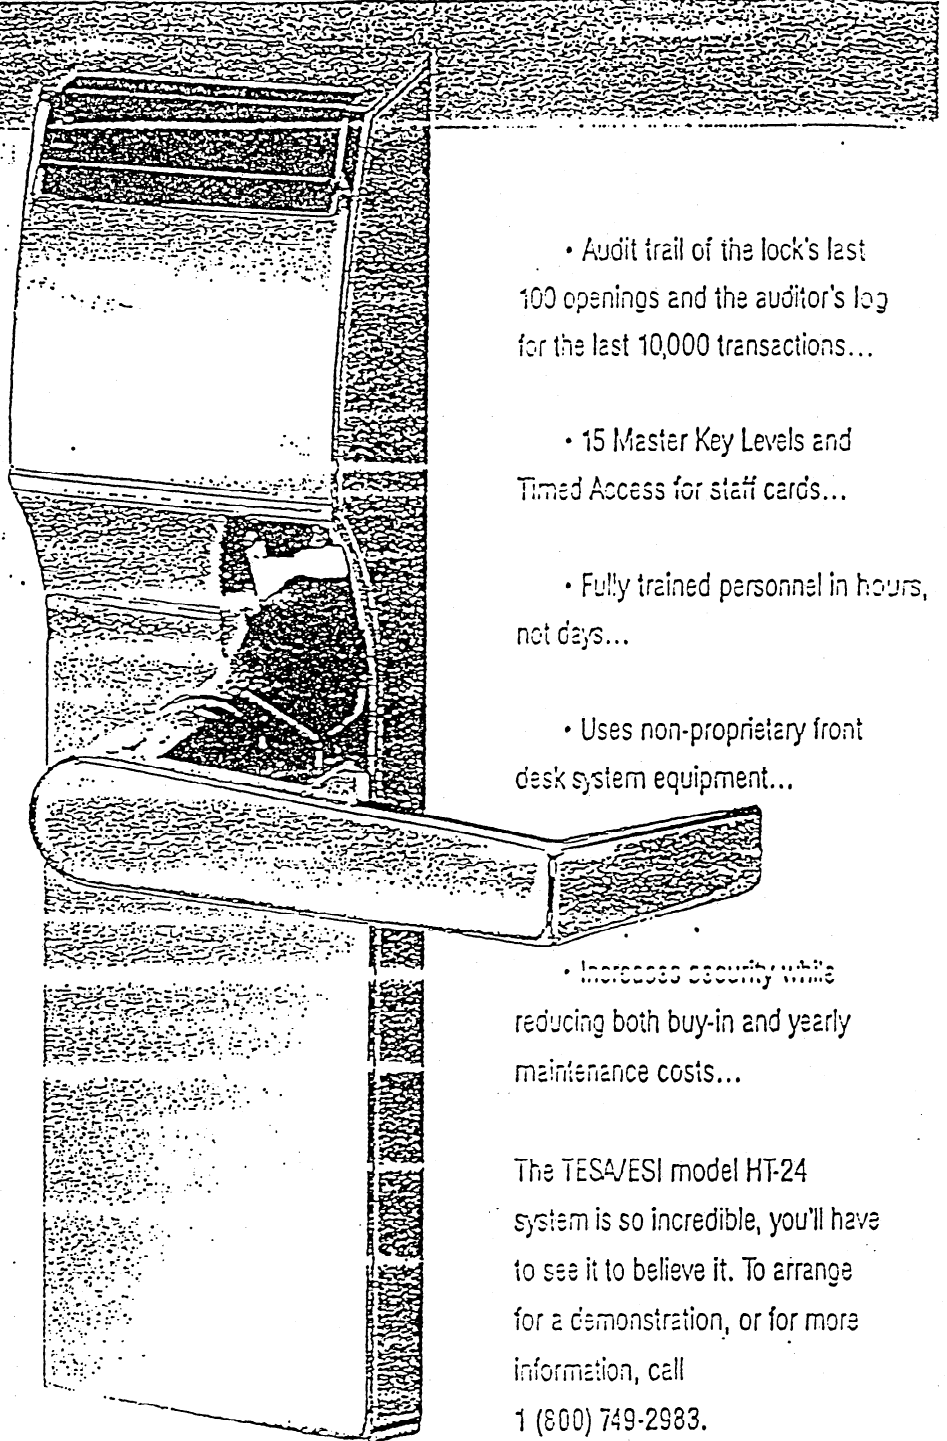 • Audit trail of the lock's last
100 openings and the auditor's log
for the last 10,000 transactions...
• 15 Master Key Levels and
Timed Access for staff cards...
• Fully trained personnel in hours,
not days...
• Uses non-proprietary front
desk system equipment...
• Increases security while
reducing both buy-in and yearly
maintenance costs...
The TESA/ESI model HT-24
system is so incredible, you'll have
to see it to believe it. To arrange
for a demonstration, or for more
information, call
1 (800) 749-2983.